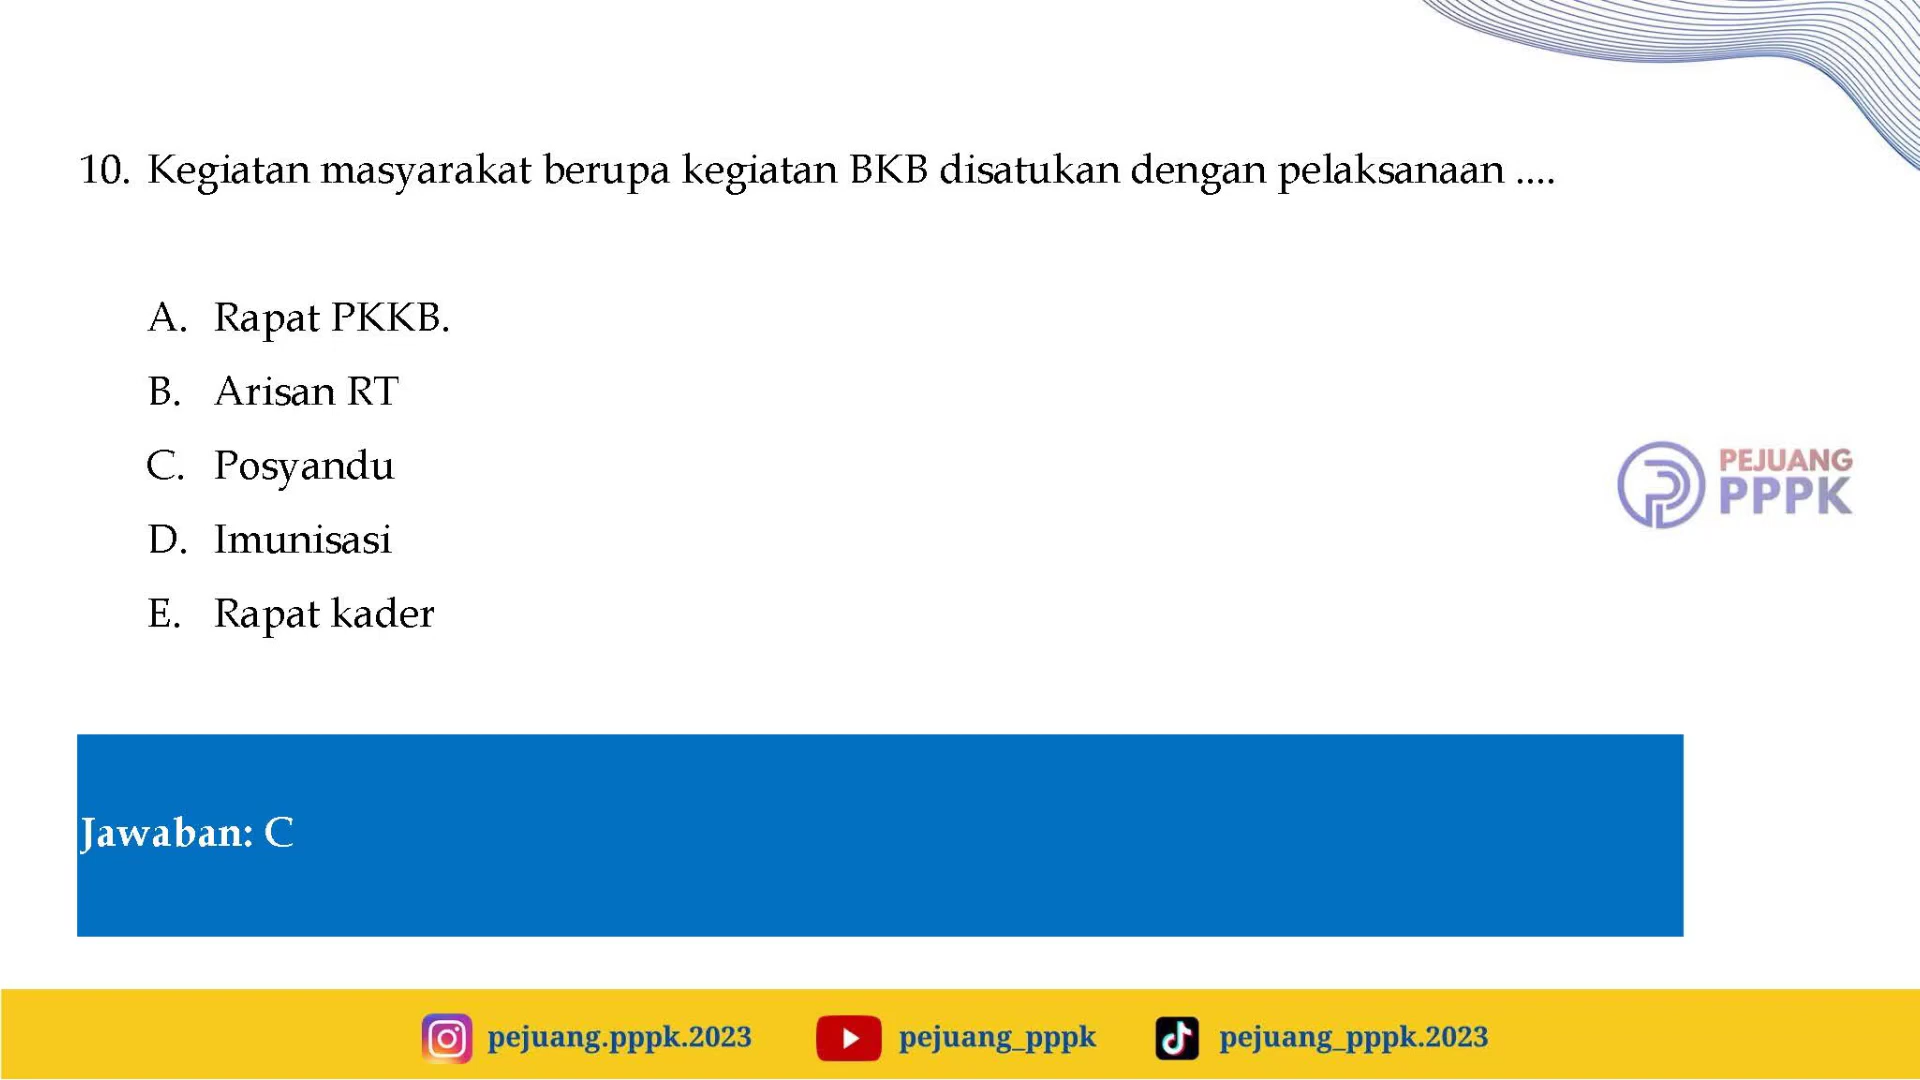 10. Kegiatan masyarakat berupa kegiatan BKB disatukan dengan pelaksanaan ....
A. Rapat PKKB.
B. Arisan RT
C. Posyandu
D. Imunisasi
E. Rapat kader
PEJUANG
PPPK
Jawaban: C
pejuang.pppk.2023 pejuang_pppk pejuang_pppk.2023